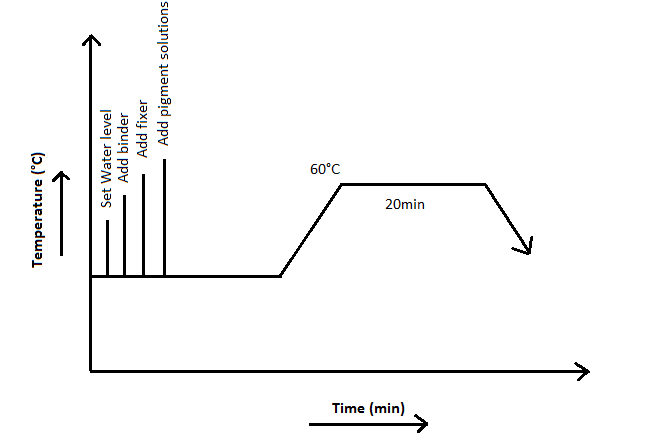 Temperature (°C)
Set Water level
Add binder
Add fixer
Add pigment solutions
60°C
20min
Time (min)